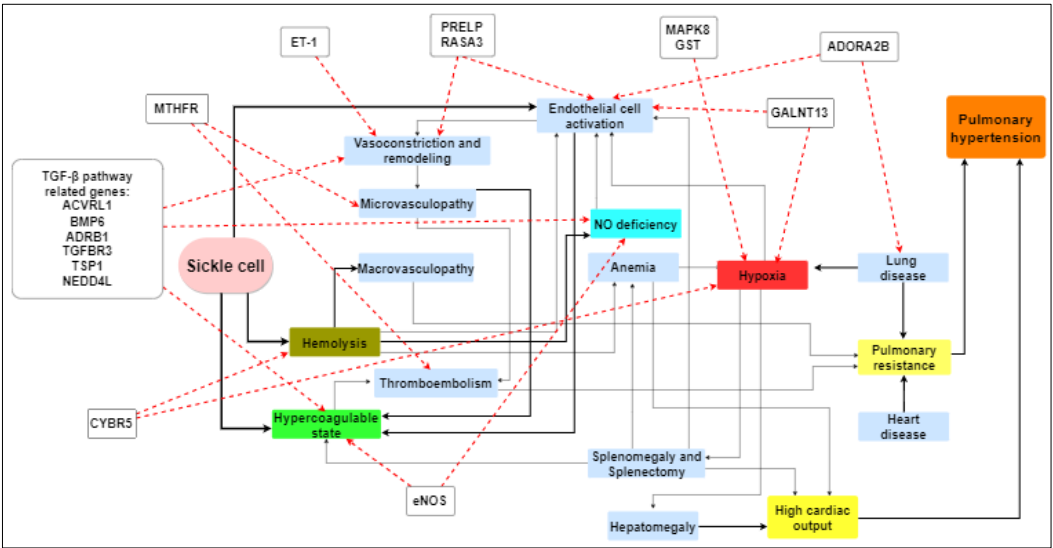 ET-1
PRELP
RASA3
MAPK8
GST
ADORA2B
MTHFR
Endothelial cell
activation
GALNT13
Pulmonary
hypertension
Vasoconstriction and
remodeling
TGF-β pathway
related genes:
ACVRL1
BMP6
ADRB1
TGFBR3
TSP1
NEDD4L
Microvasculopathy
NO deficiency
Sickle cell
Macrovasculopathy
Anemia
Hypoxia
Lung
disease
Hemolysis
Pulmonary
resistance
Thromboembolism
CYBR5
Hypercoagulable
state
Heart
disease
Splenomegaly and
Splenectomy
eNOS
High cardiac
output
Hepatomegaly